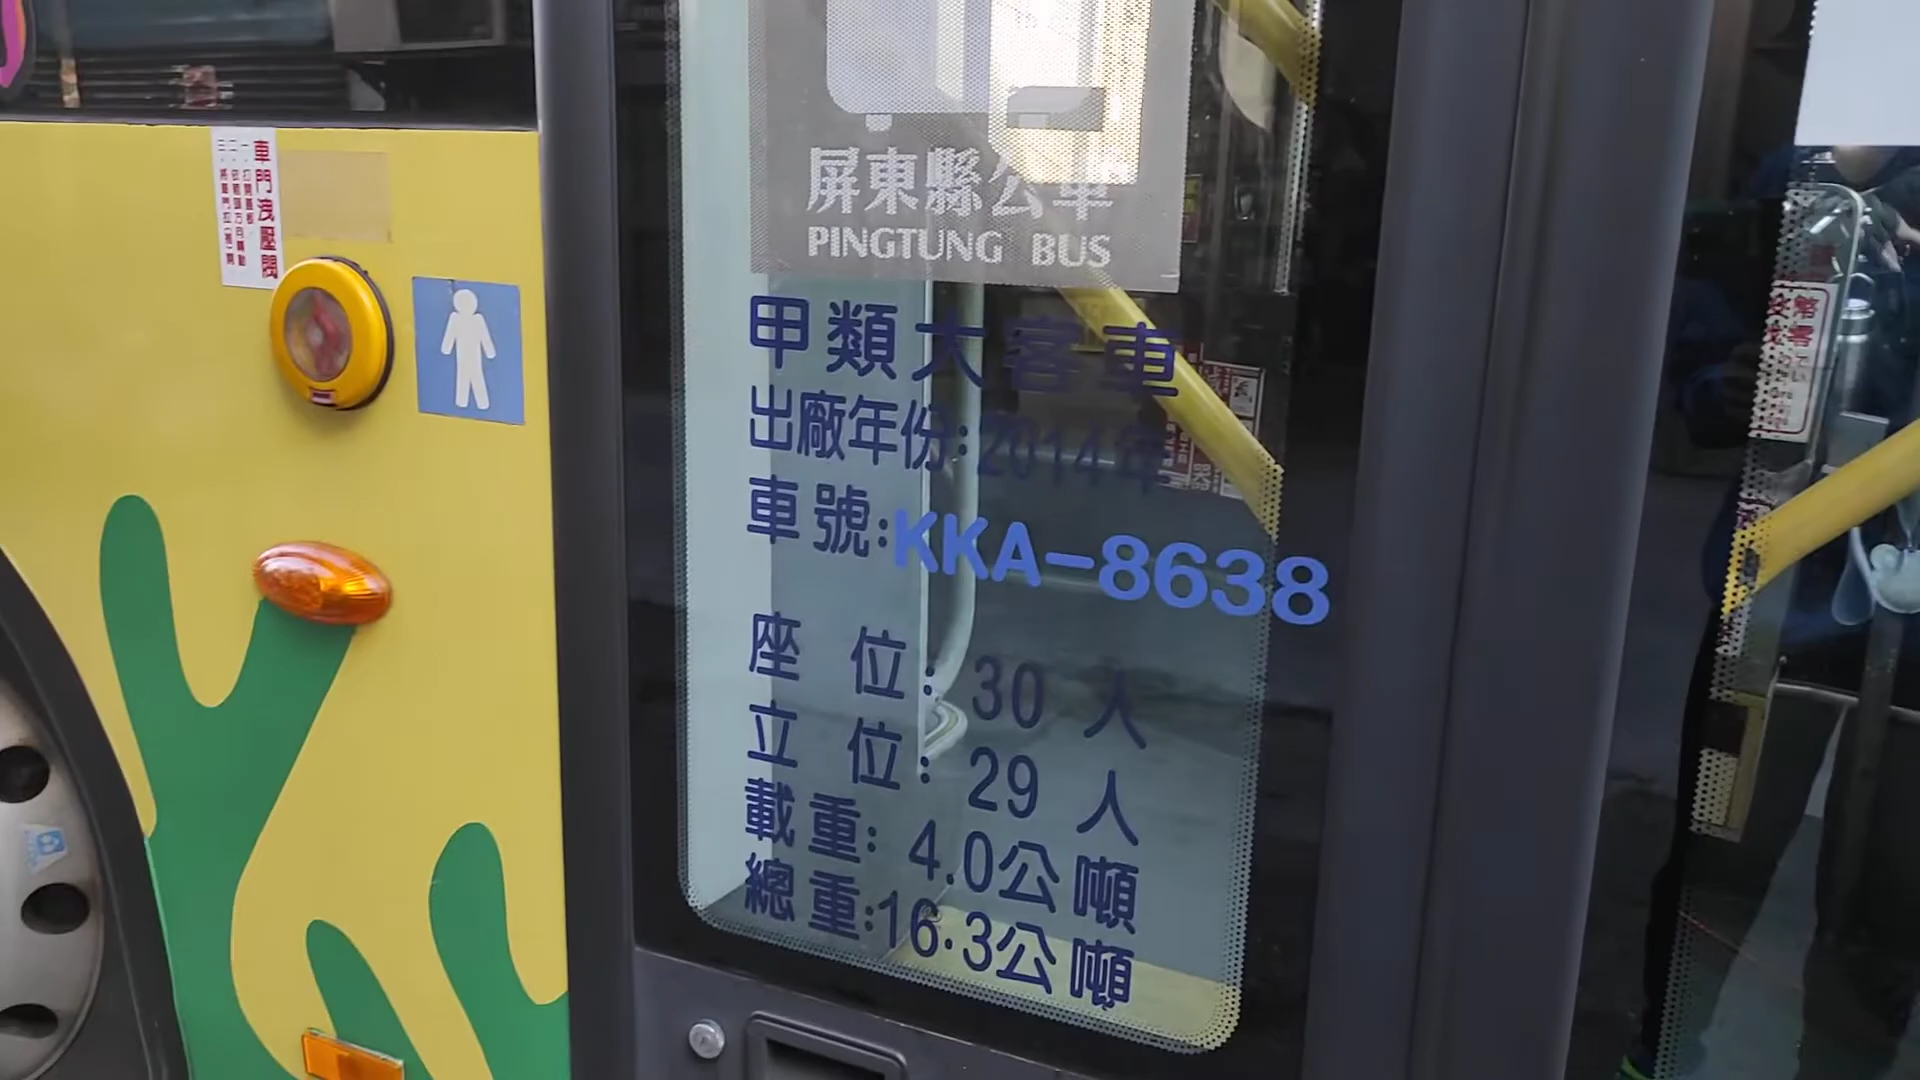 屏東縣公車
PINGTUNG BUS
甲類大客車
出廠年份:2014年
車號:KKA-8638
座位:30人
立位:29人
載重:4.0公噸
總重:16.3公噸
車門洩壓閥